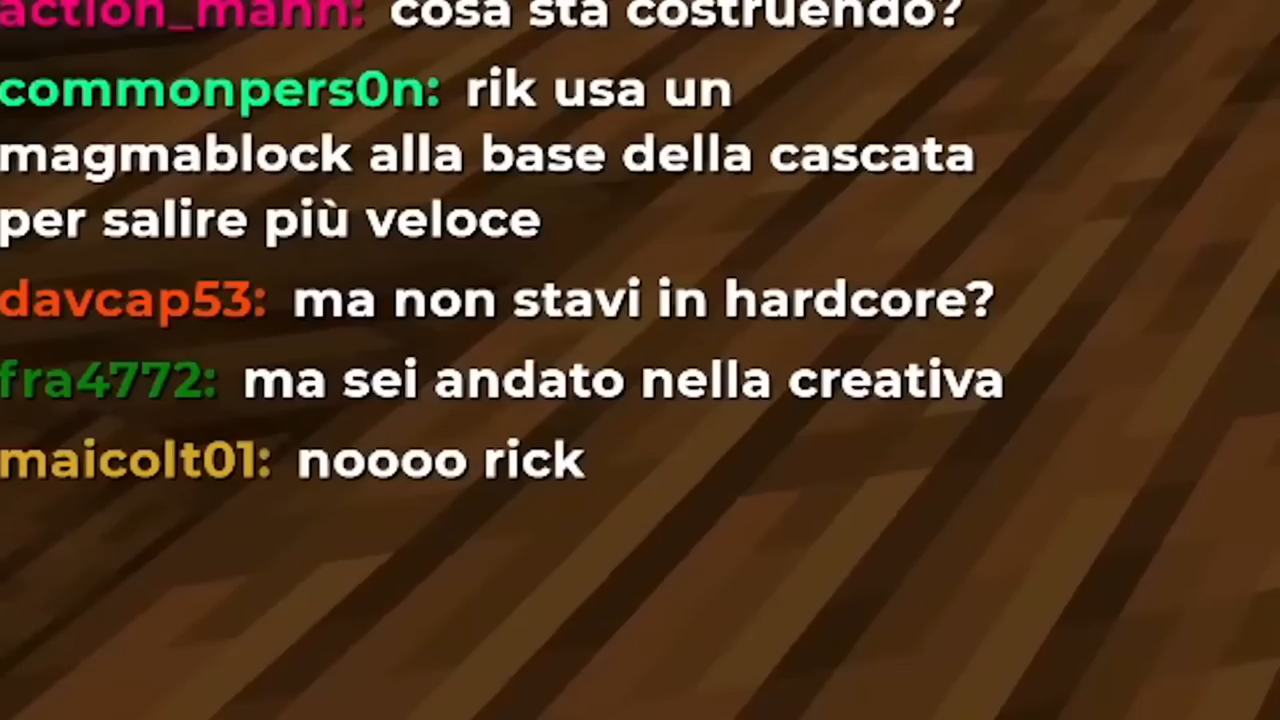 action_mann: cosa sta costruendo?
commonpers0n: rik usa un
magmablock alla base della cascata
per salire più veloce
davcap53: ma non stavi in hardcore?
fra4772: ma sei andato nella creativa
maicolt01: noooo rick